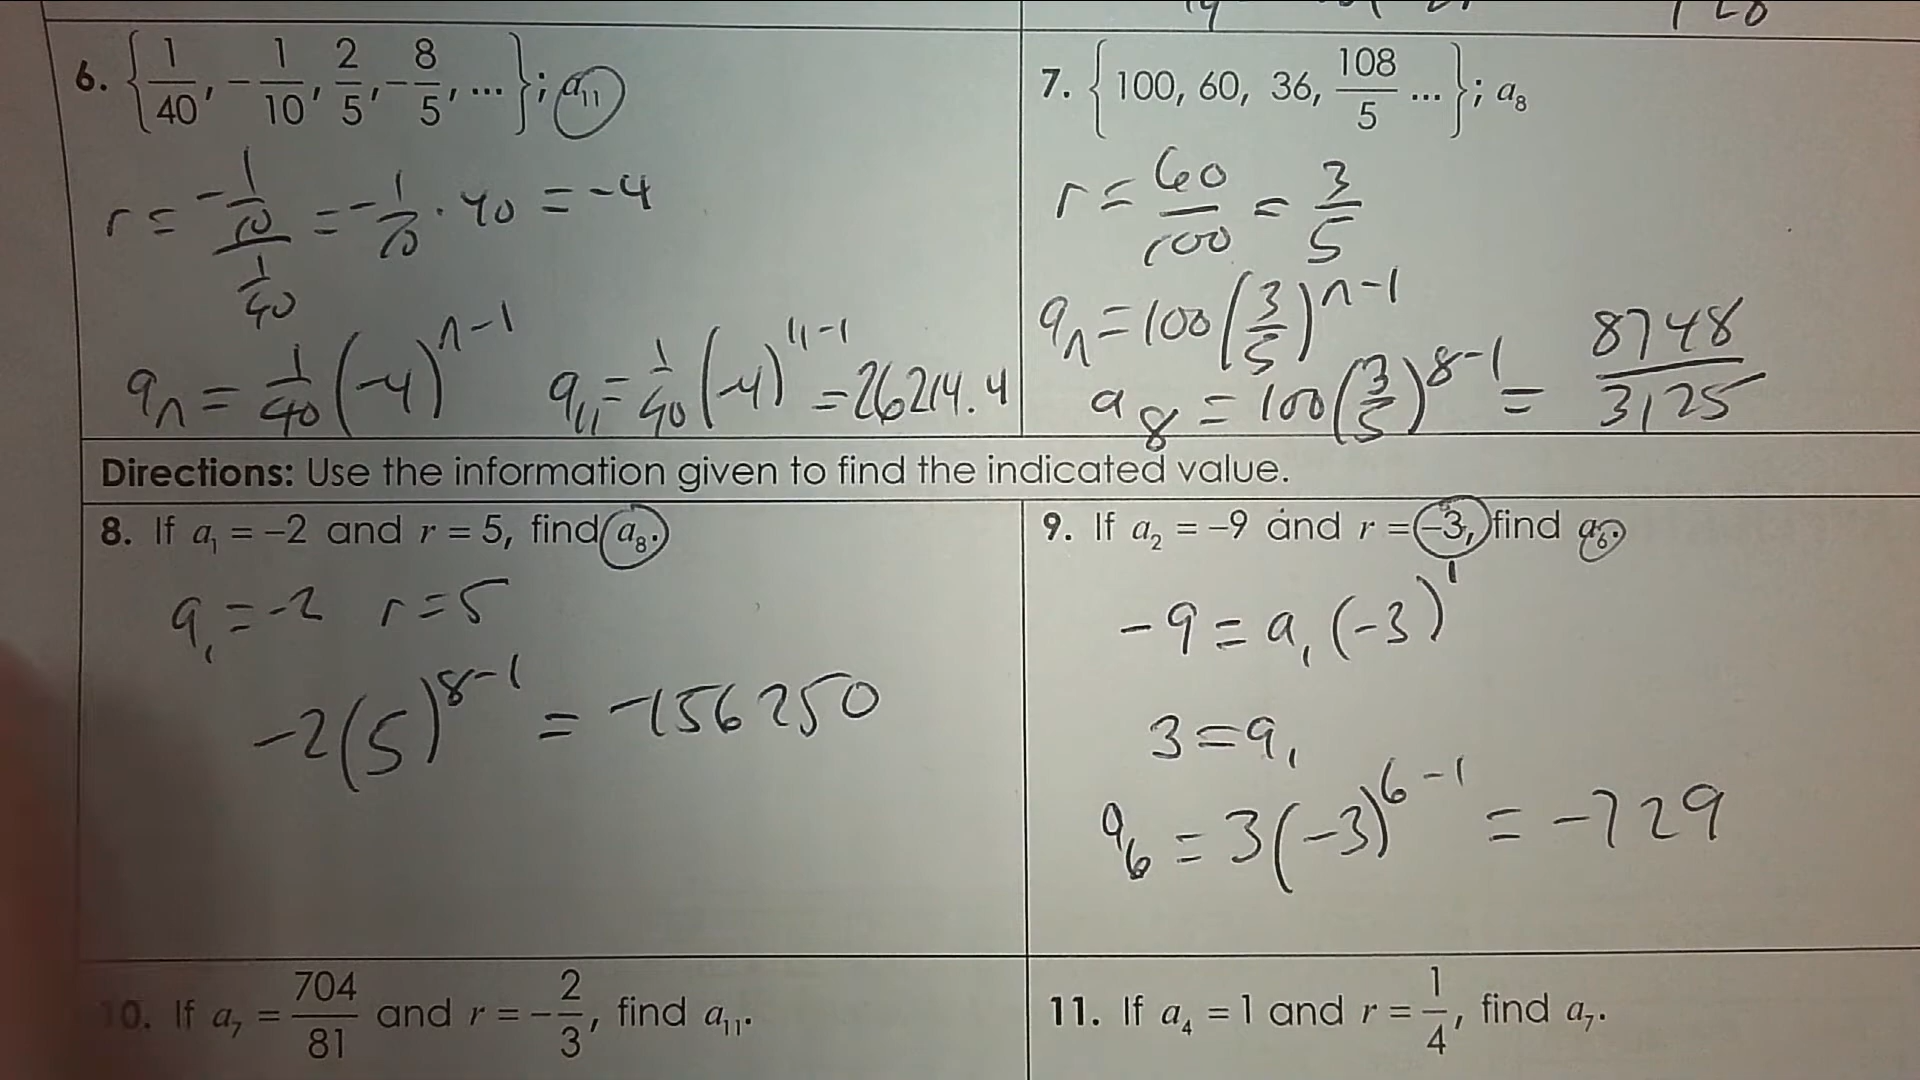 6. {1/40, -1/10, 2/5, -8/5, ...}; a₁₁
r = (-1/10)/(1/40) = -1/10 · 40 = -4
aₙ = 1/40 (-4)ⁿ⁻¹
a₁₁ = 1/40 (-4)¹¹⁻¹ = 26214.4
7. {100, 60, 36, 108/5 ...}; a₈
r = 60/100 = 3/5
aₙ = 100(3/5)ⁿ⁻¹
a₈ = 100(3/5)⁸⁻¹ = 8748/3125
Directions: Use the information given to find the indicated value.
8. If a₁ = -2 and r = 5, find a₈.
a₁ = -2 r = 5
-2(5)⁸⁻¹ = -156250
9. If a₂ = -9 and r = -3, find a₆.
-9 = a₁(-3)¹
3 = a₁
a₆ = 3(-3)⁶⁻¹ = -729
10. If a₇ = 704/81 and r = -2/3, find a₁₁.
11. If a₄ = 1 and r = 1/4, find a₇.